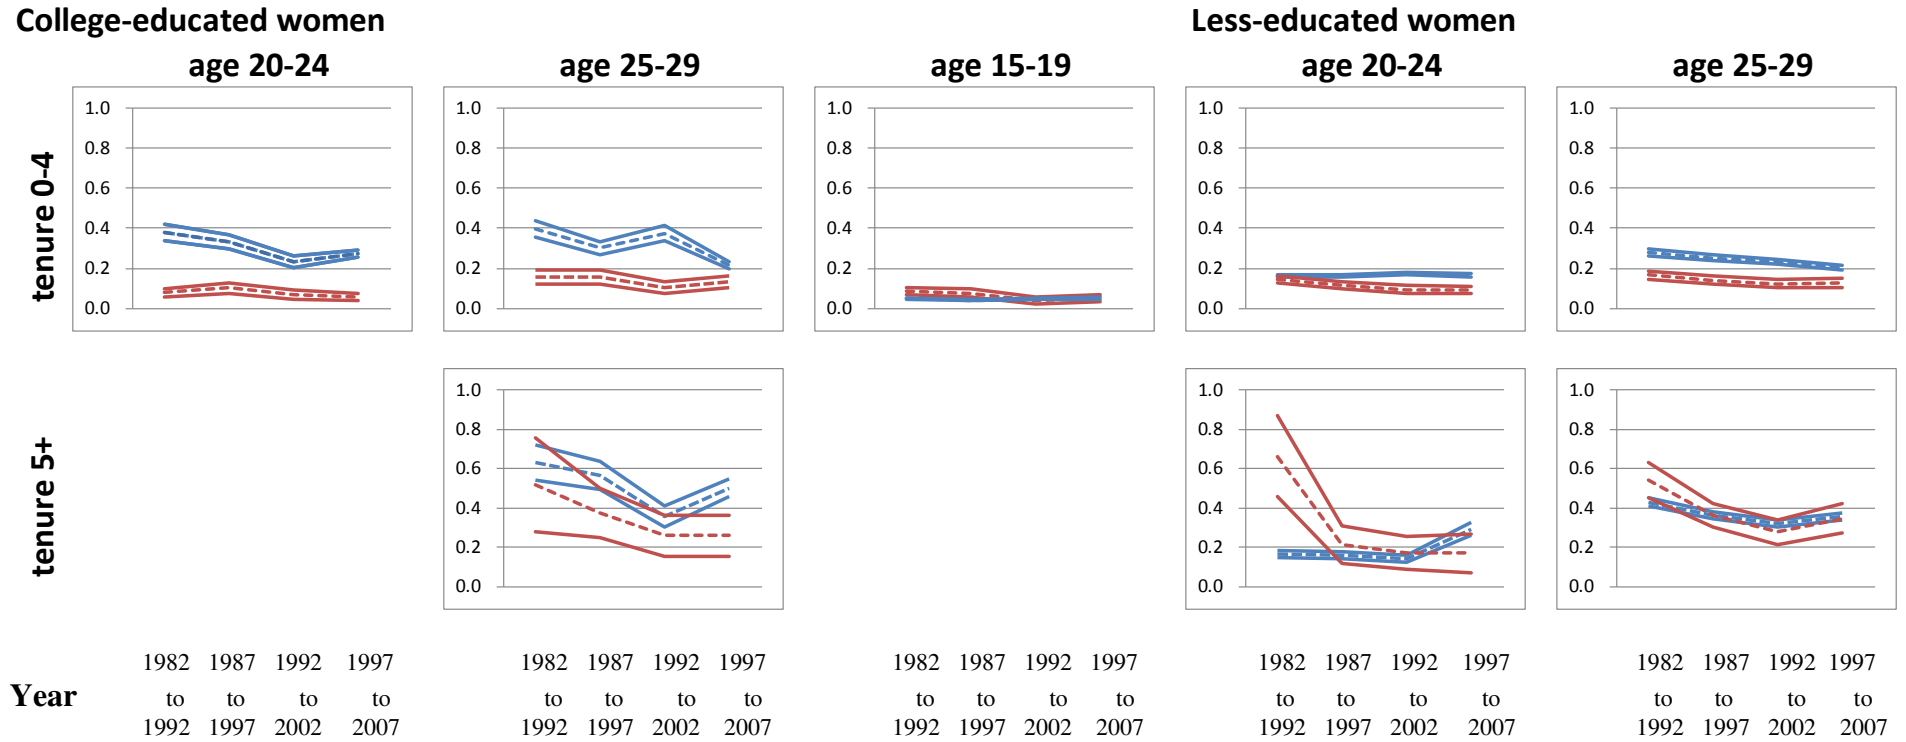 College-educated women Less-educated women
age 20-24 age 25-29 age 15-19 age 20-24 age 25-29
tenure 0-4
1.0 1.0 1.0 1.0 1.0
0.8 0.8 0.8 0.8 0.8
0.6 0.6 0.6 0.6 0.6
0.4 0.4 0.4 0.4 0.4
0.2 0.2 0.2 0.2 0.2
0.0 0.0 0.0 0.0 0.0
tenure 5+
1.0 1.0 1.0
0.8 0.8 0.8
0.6 0.6 0.6
0.4 0.4 0.4
0.2 0.2 0.2
0.0 0.0 0.0
1982 1987 1992 1997 1982 1987 1992 1997 1982 1987 1992 1997 1982 1987 1992 1997 1982 1987 1992 1997
Year to to to to to to to to to to to to to to to to to to to to
1992 1997 2002 2007 1992 1997 2002 2007 1992 1997 2002 2007 1992 1997 2002 2007 1992 1997 2002 2007